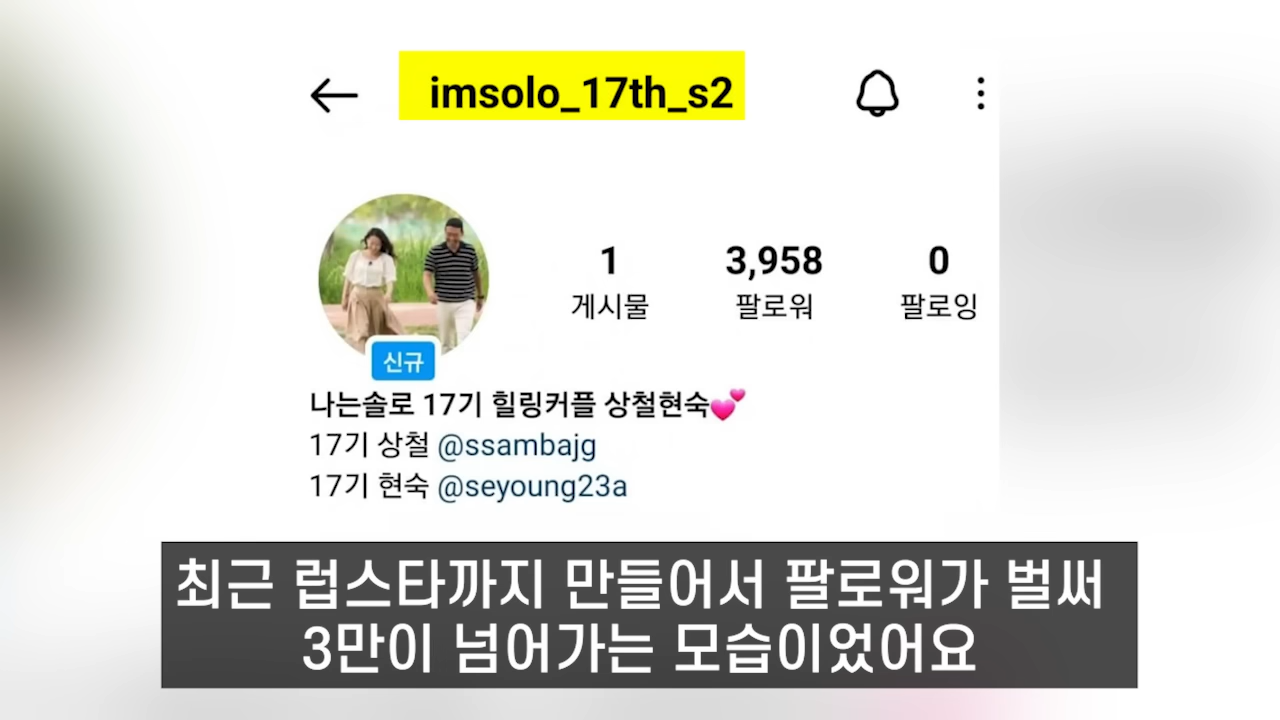 imsolo_17th_s2
1 3,958 0
게시물 팔로워 팔로잉
신규
나는솔로 17기 힐링커플 상철현숙💕
17기 상철 @ssambajg
17기 현숙 @seyoung23a
최근 럽스타까지 만들어서 팔로워가 벌써
3만이 넘어가는 모습이었어요